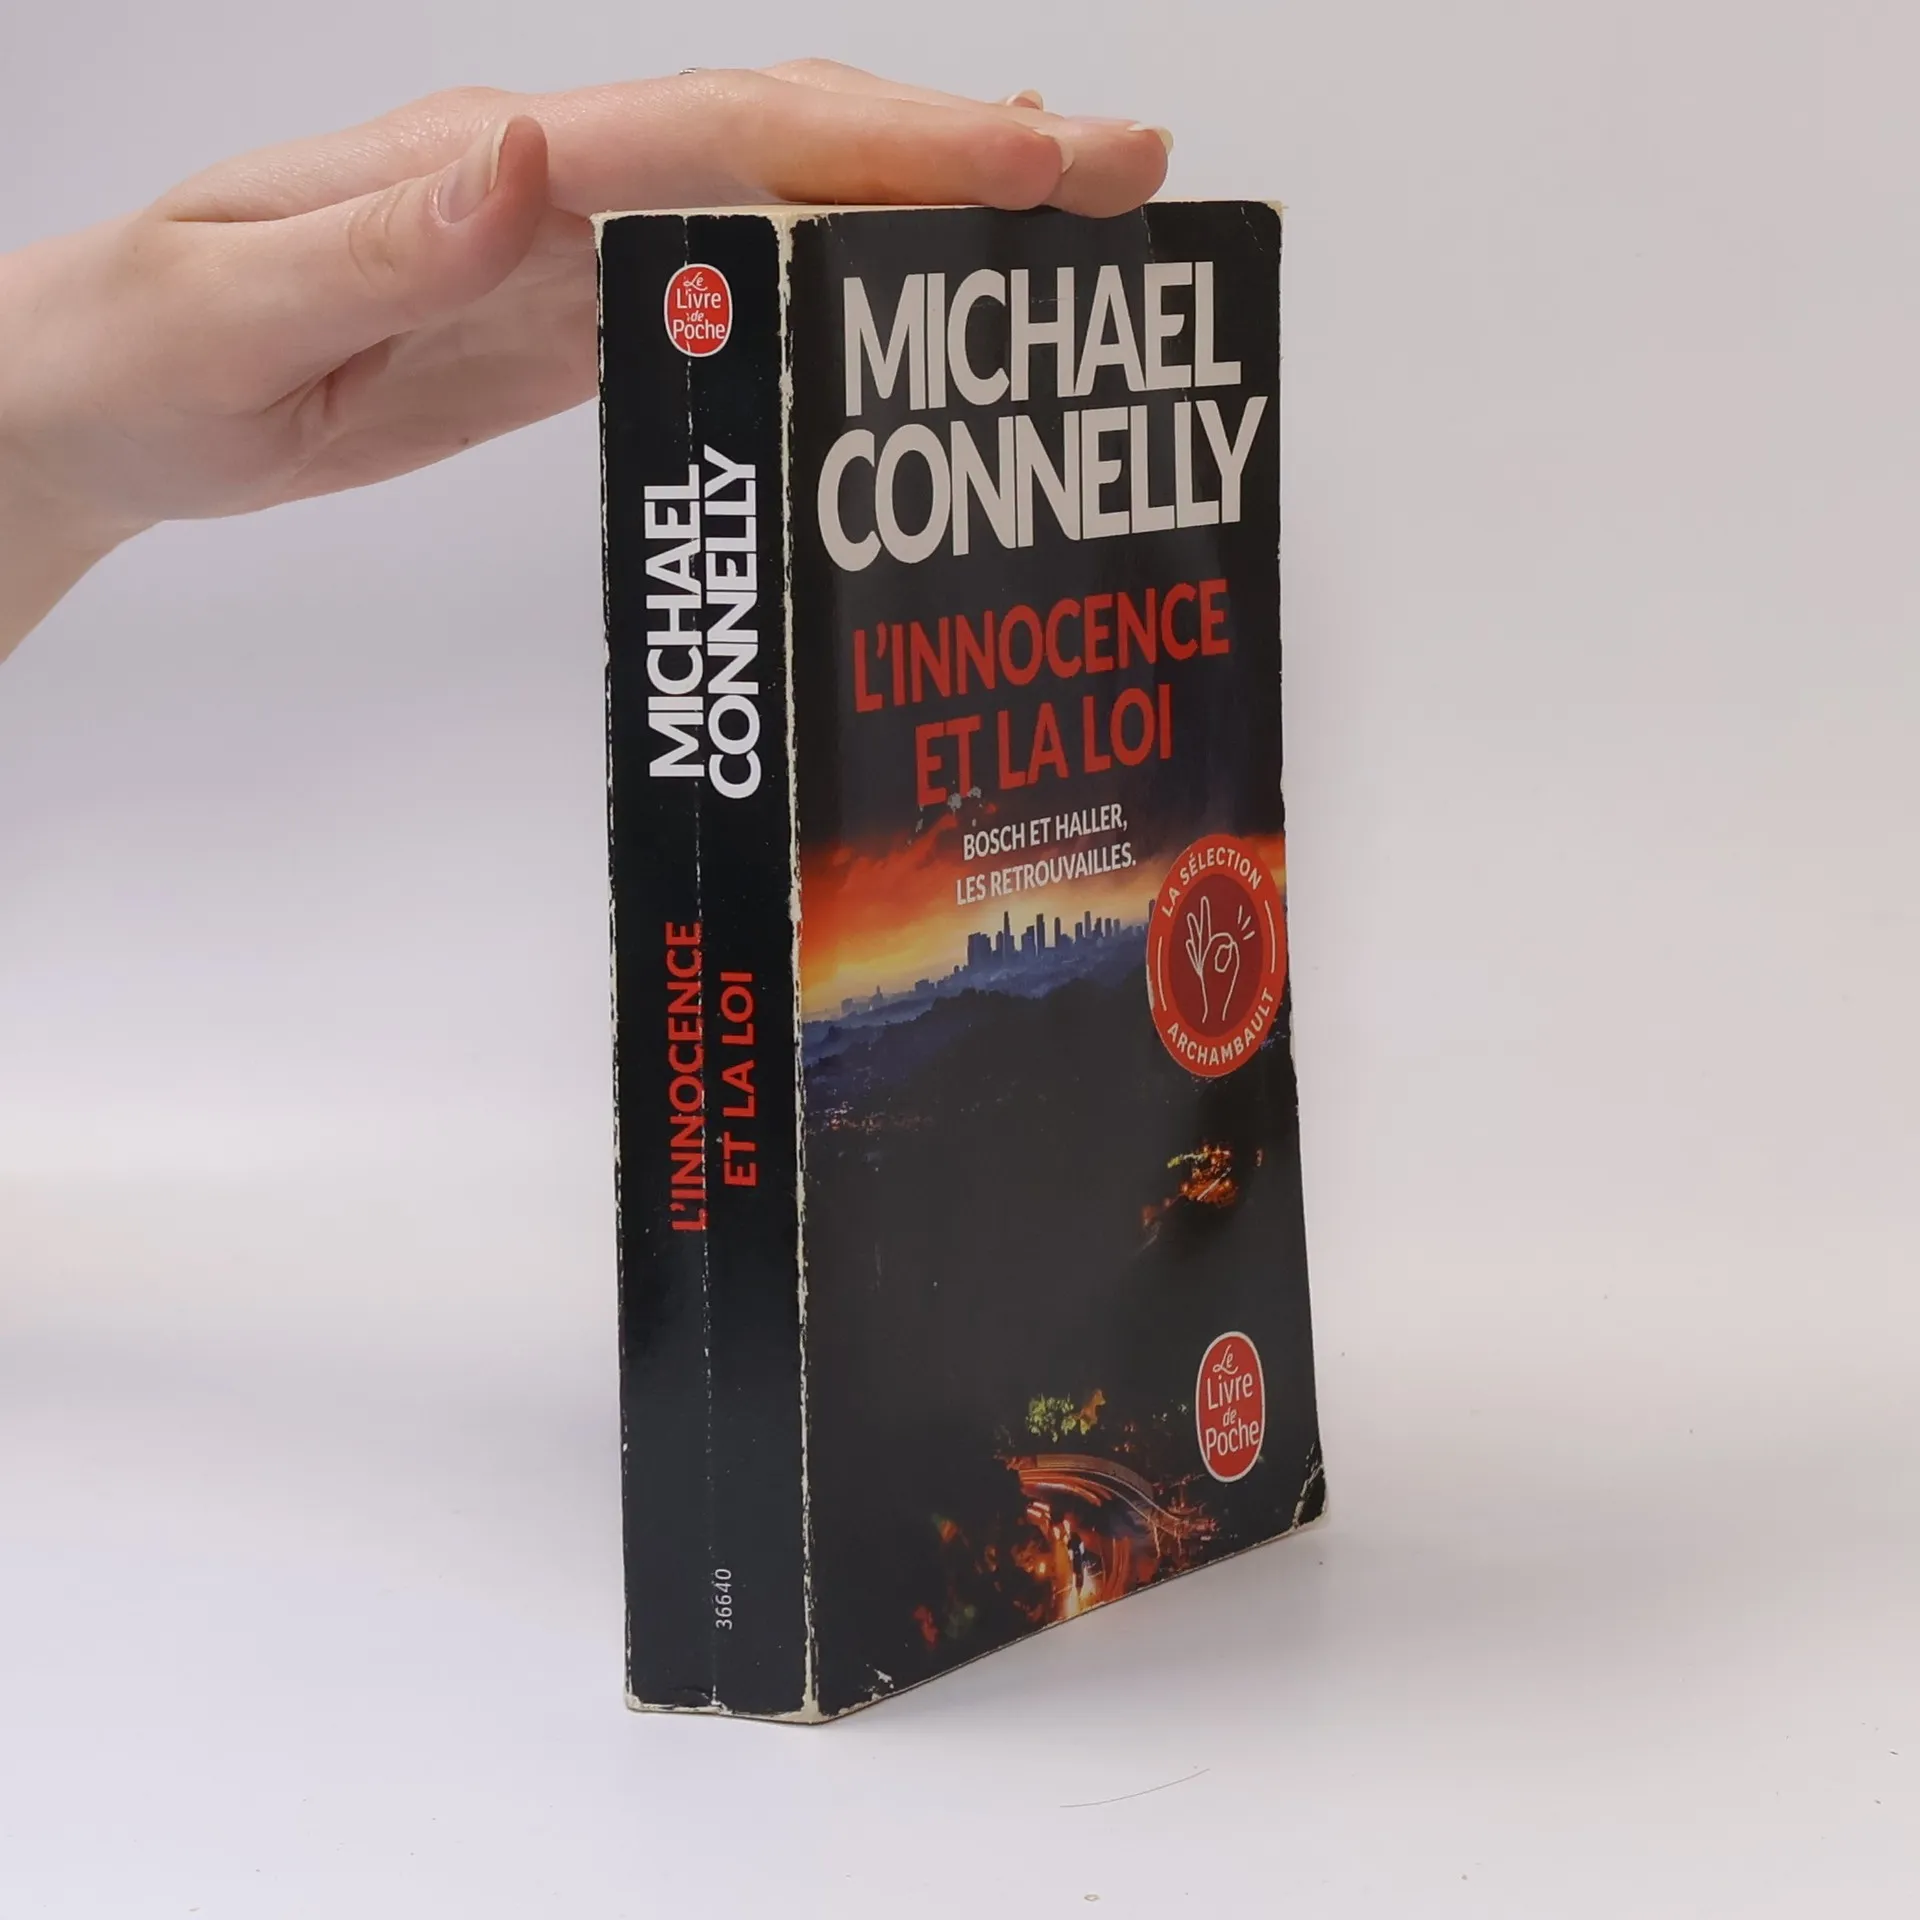 Le
Livre
de
Poche
MICHAEL
CONNELLY
L'INNOCENCE
ET LA LOI
36640
MICHAEL
CONNELLY
L'INNOCENCE
ET LA LOI
BOSCH ET HALLER,
LES RETROUVAILLES.
LA SÉLECTION
ARCHAMBAULT
Le
Livre
de
Poche